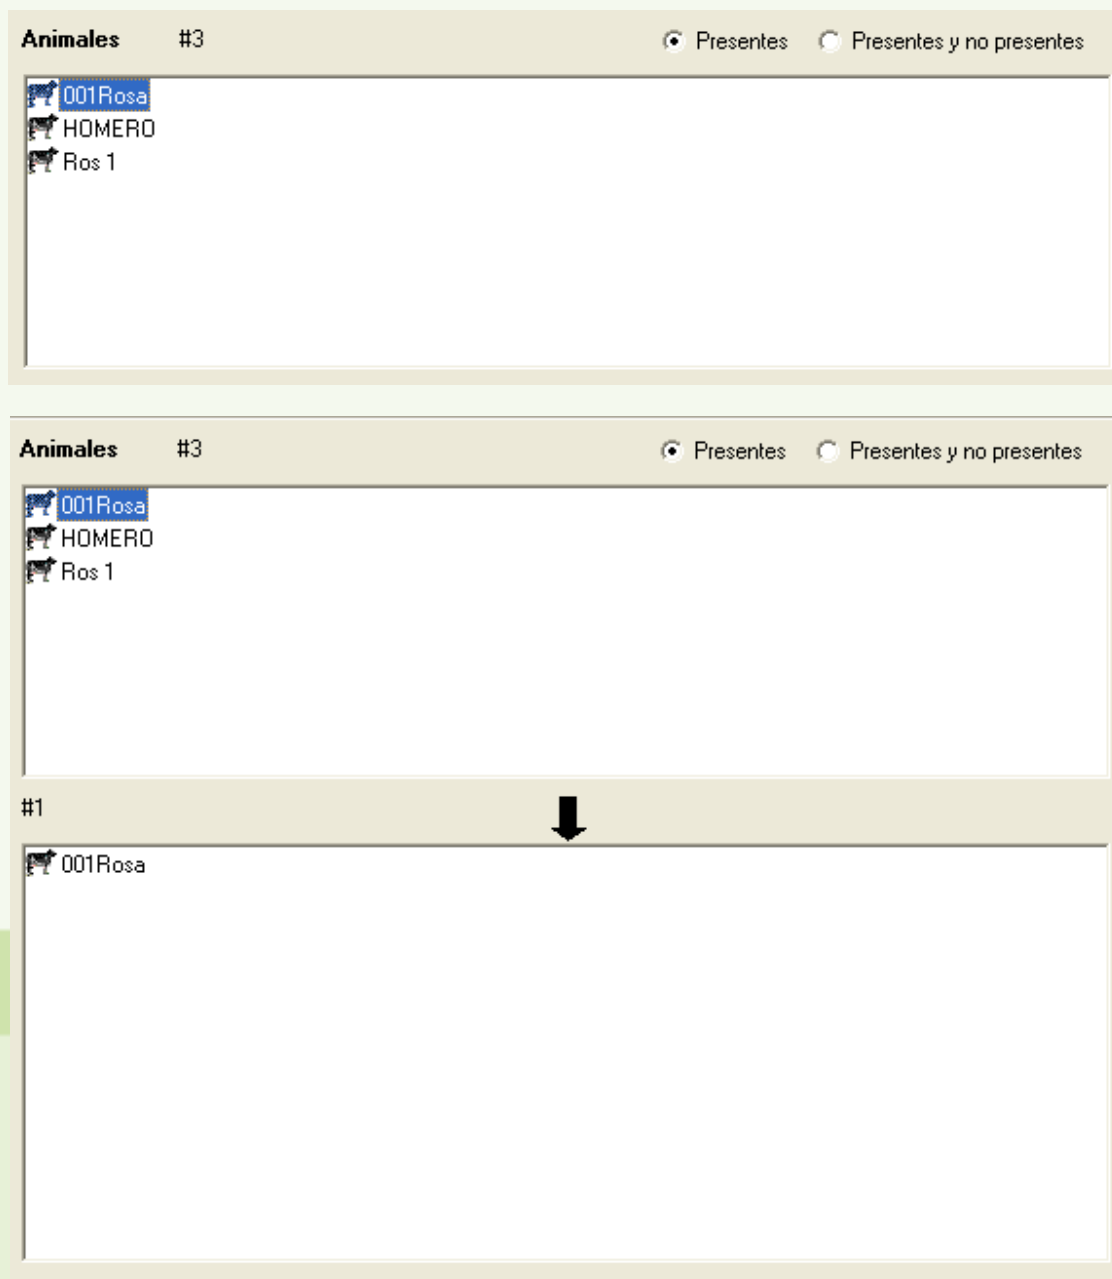 Animales #3 Presentes Presentes y no presentes
001Rosa
HOMERO
Ros 1
Animales #3 Presentes Presentes y no presentes
001Rosa
HOMERO
Ros 1
#1
001Rosa